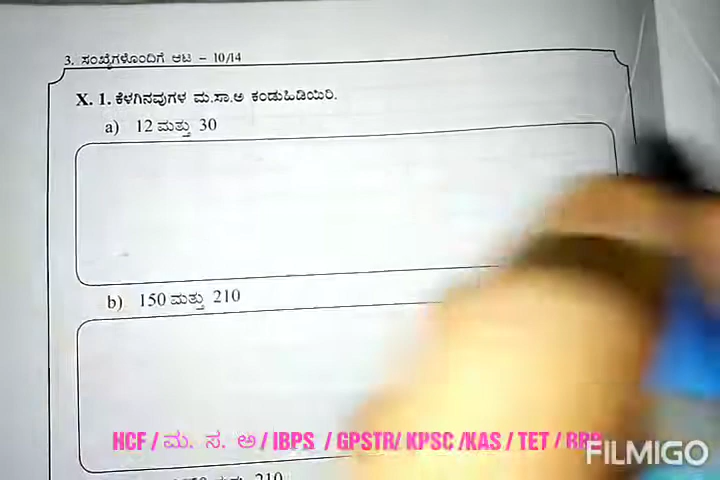 3. ಸಂಖ್ಯೆಗಳೊಂದಿಗೆ ಆಟ – 10/14
X. 1. ಕೆಳಗಿನವುಗಳ ಮ.ಸಾ.ಅ ಕಂಡುಹಿಡಿಯಿರಿ.
a) 12 ಮತ್ತು 30
b) 150 ಮತ್ತು 210
HCF / ಮ. ಸ. ಅ / IBPS / GPSTR/ KPSC /KAS / TET /
FILMIGO
210